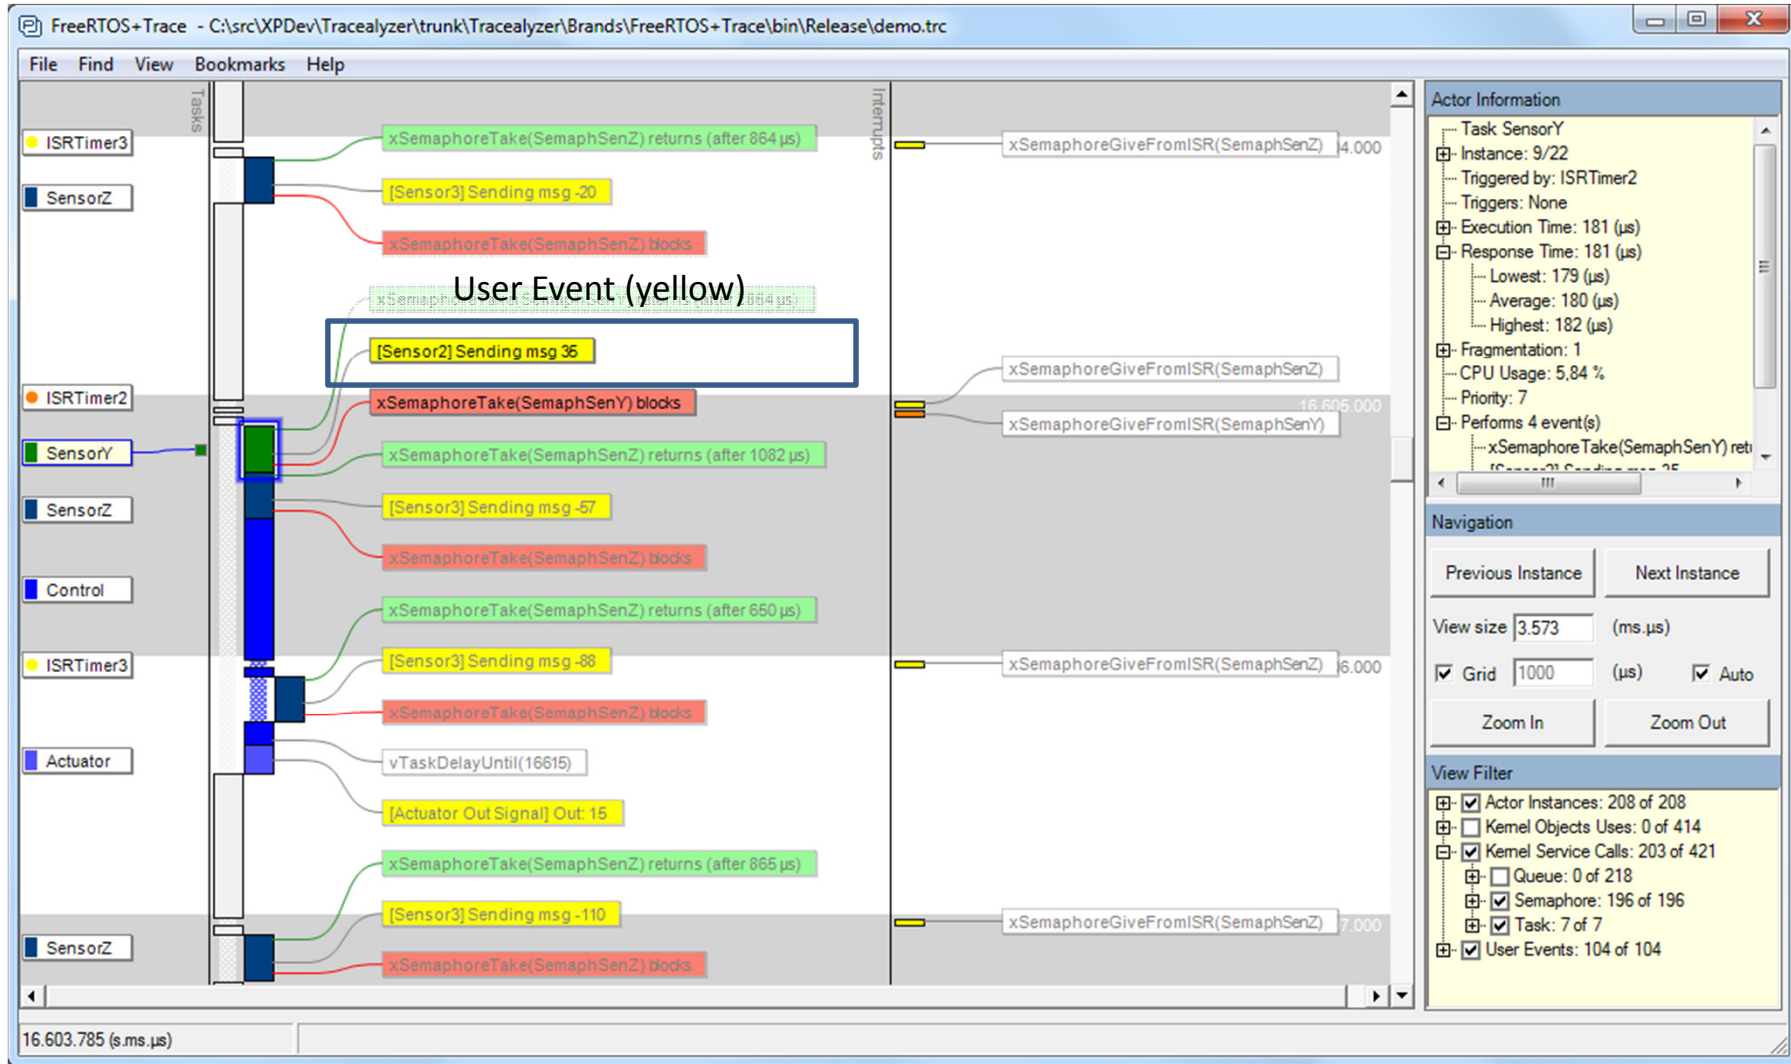 FreeRTOS+Trace - C:\src\XPDev\Tracealyzer\trunk\Tracealyzer\Brands\FreeRTOS+Trace\bin\Release\demo.trc
File Find View Bookmarks Help
Tasks
Interrupts
ISRTimer3
SensorZ
ISRTimer2
SensorY
SensorZ
Control
ISRTimer3
Actuator
SensorZ
xSemaphoreTake(SemaphSenZ) returns (after 864 µs)
[Sensor3] Sending msg -20
xSemaphoreTake(SemaphSenZ) blocks
User Event (yellow)
[Sensor2] Sending msg 35
xSemaphoreTake(SemaphSenY) blocks
xSemaphoreTake(SemaphSenZ) returns (after 1082 µs)
[Sensor3] Sending msg -57
xSemaphoreTake(SemaphSenZ) blocks
xSemaphoreTake(SemaphSenZ) returns (after 650 µs)
[Sensor3] Sending msg -88
xSemaphoreTake(SemaphSenZ) blocks
vTaskDelayUntil(16615)
[Actuator Out Signal] Out: 15
xSemaphoreTake(SemaphSenZ) returns (after 865 µs)
[Sensor3] Sending msg -110
xSemaphoreTake(SemaphSenZ) blocks
xSemaphoreGiveFromISR(SemaphSenZ) 4.000
xSemaphoreGiveFromISR(SemaphSenZ)
16.605.000
xSemaphoreGiveFromISR(SemaphSenY)
xSemaphoreGiveFromISR(SemaphSenZ) 6.000
xSemaphoreGiveFromISR(SemaphSenZ) 7.000
Actor Information
Task SensorY
Instance: 9/22
Triggered by: ISRTimer2
Triggers: None
Execution Time: 181 (µs)
Response Time: 181 (µs)
Lowest: 179 (µs)
Average: 180 (µs)
Highest: 182 (µs)
Fragmentation: 1
CPU Usage: 5,84 %
Priority: 7
Performs 4 event(s)
xSemaphoreTake(SemaphSenY) retu
Navigation
Previous Instance Next Instance
View size 3.573 (ms.µs)
Grid 1000 (µs) Auto
Zoom In Zoom Out
View Filter
Actor Instances: 208 of 208
Kernel Objects Uses: 0 of 414
Kernel Service Calls: 203 of 421
Queue: 0 of 218
Semaphore: 196 of 196
Task: 7 of 7
User Events: 104 of 104
16.603.785 (s.ms.µs)